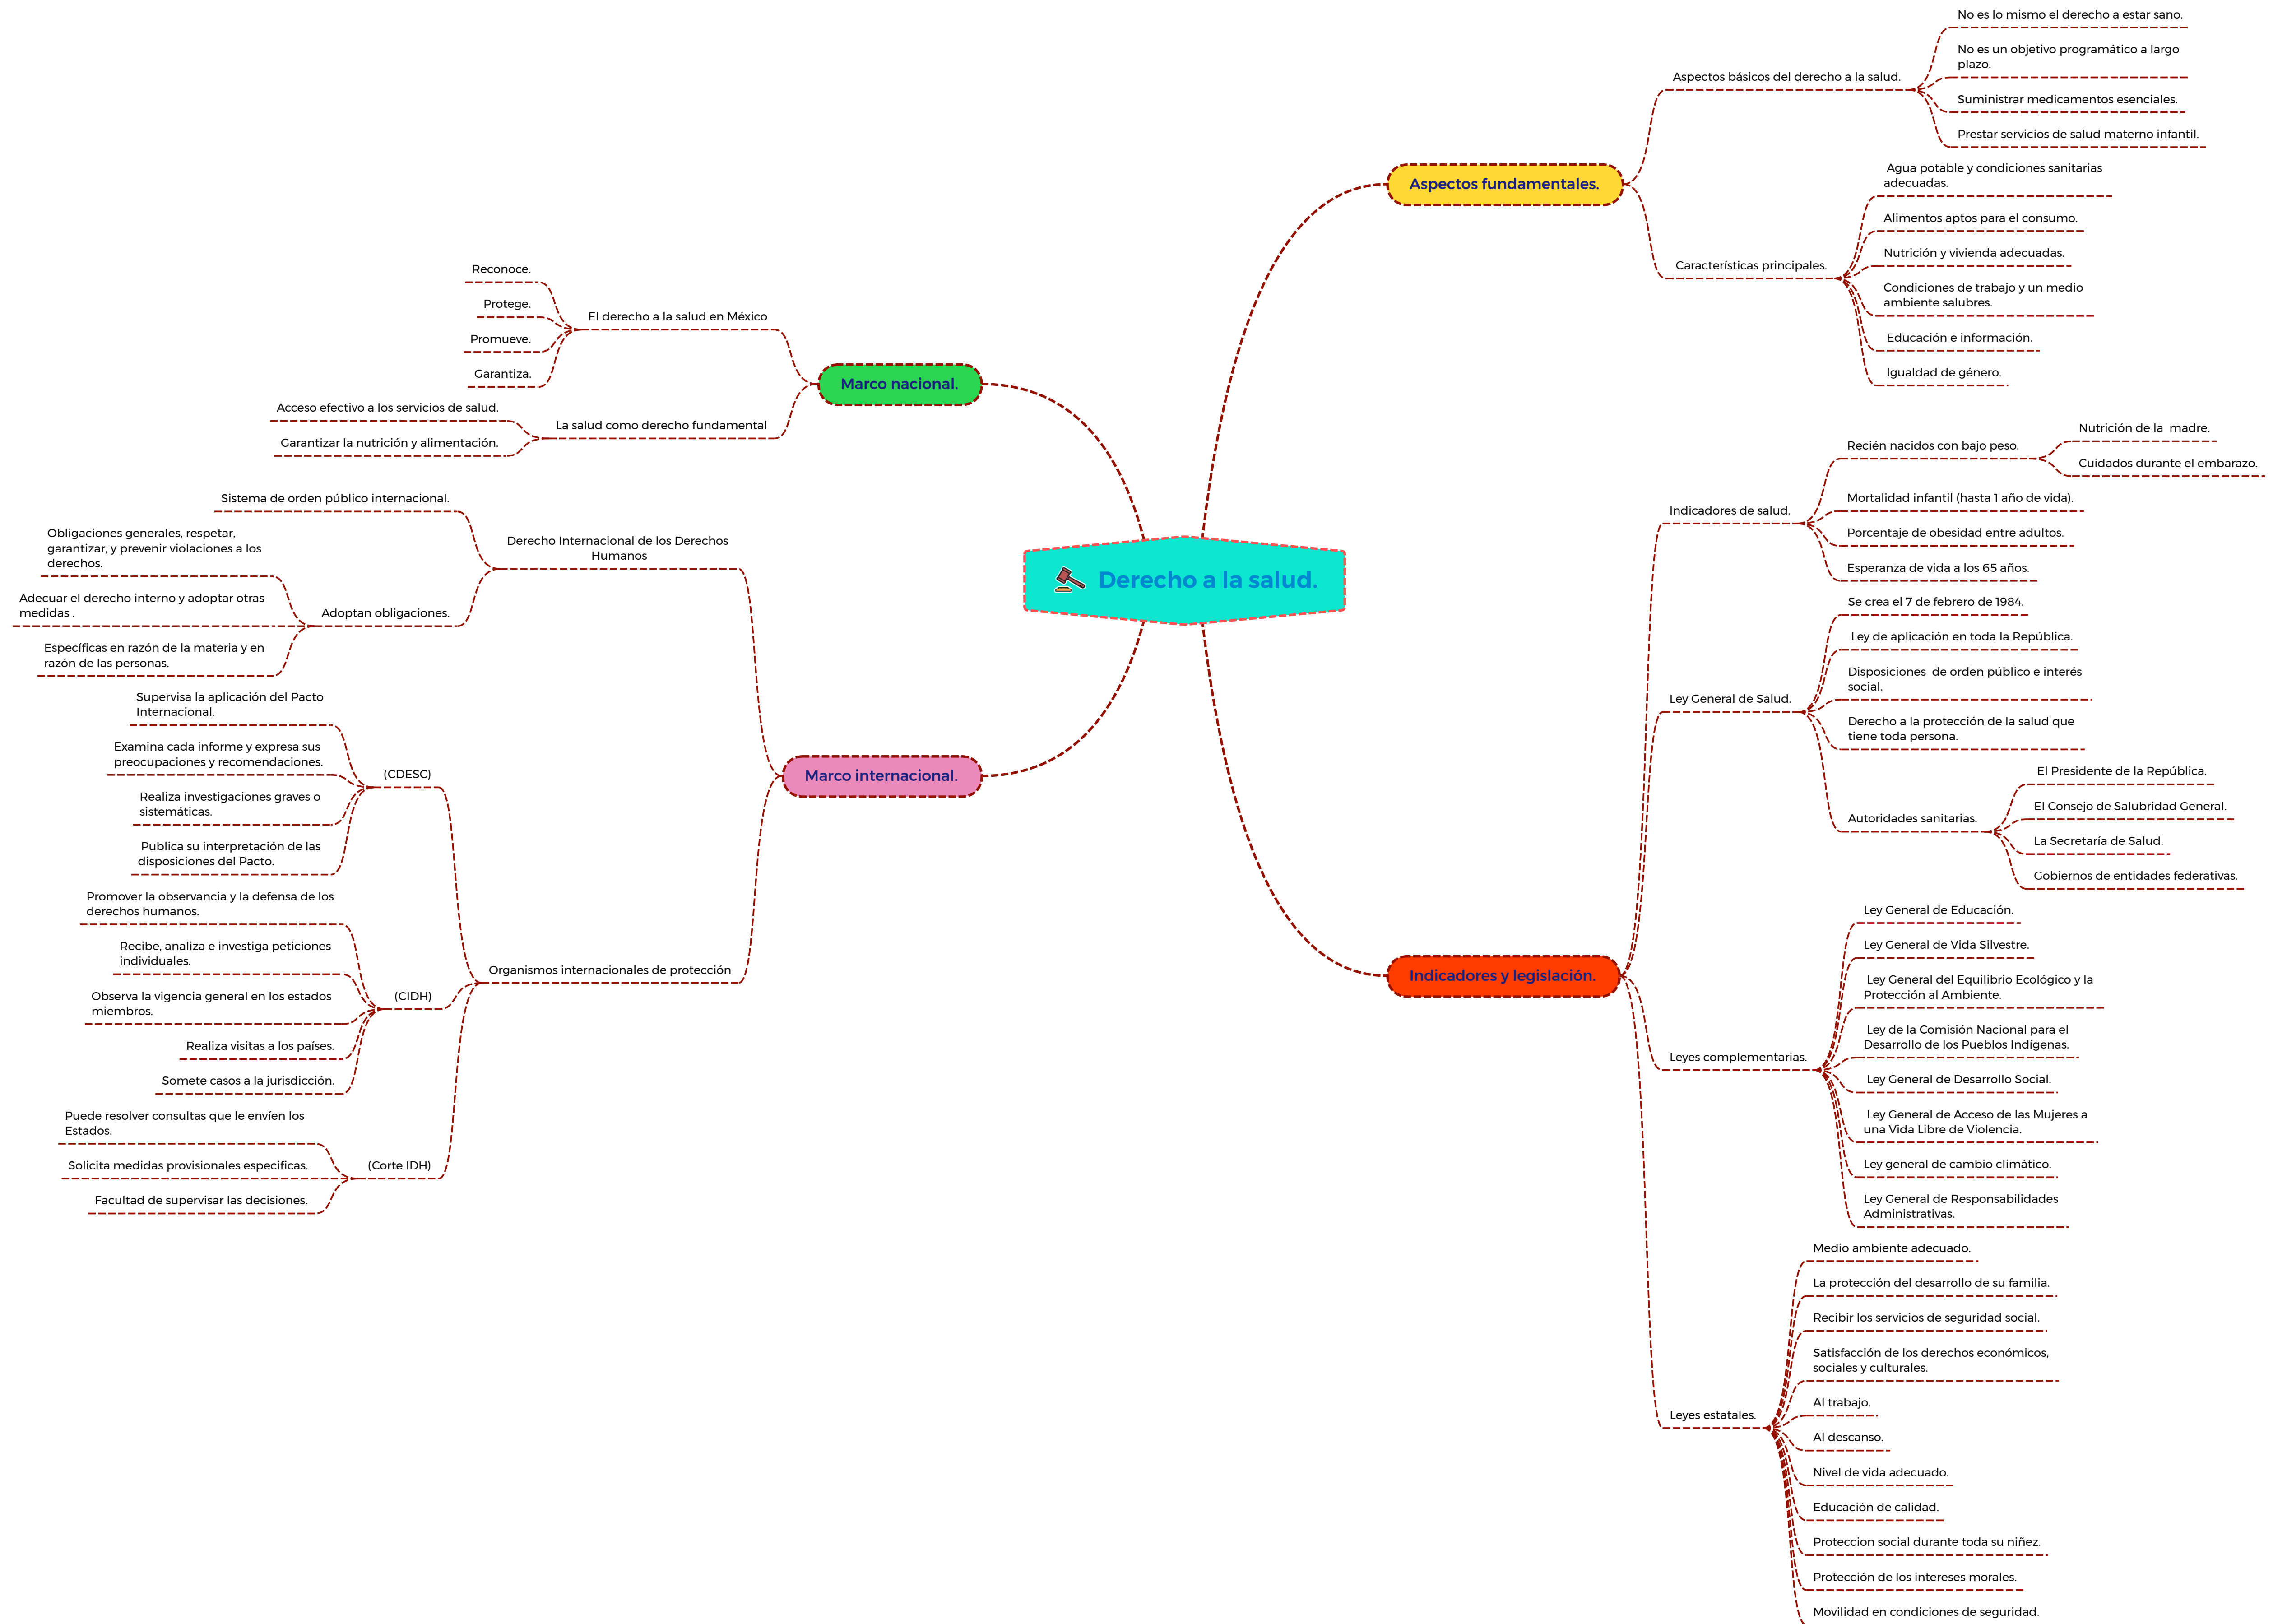 Derecho a la salud.
Aspectos fundamentales.
Aspectos básicos del derecho a la salud.
No es lo mismo el derecho a estar sano.
No es un objetivo programático a largo
plazo.
Suministrar medicamentos esenciales.
Prestar servicios de salud materno infantil.
Características principales.
Agua potable y condiciones sanitarias
adecuadas.
Alimentos aptos para el consumo.
Nutrición y vivienda adecuadas.
Condiciones de trabajo y un medio
ambiente salubres.
Educación e información.
Igualdad de género.
Indicadores y legislación.
Indicadores de salud.
Recién nacidos con bajo peso.
Nutrición de la  madre.
Cuidados durante el embarazo.
Mortalidad infantil (hasta 1 año de vida).
Porcentaje de obesidad entre adultos.
Esperanza de vida a los 65 años.
Ley General de Salud.
Se crea el 7 de febrero de 1984.
Ley de aplicación en toda la República.
Disposiciones  de orden público e interés
social.
Derecho a la protección de la salud que
tiene toda persona.
Autoridades sanitarias.
El Presidente de la República.
El Consejo de Salubridad General.
La Secretaría de Salud.
Gobiernos de entidades federativas.
Leyes complementarias.
Ley General de Educación.
Ley General de Vida Silvestre.
Ley General del Equilibrio Ecológico y la
Protección al Ambiente.
Ley de la Comisión Nacional para el
Desarrollo de los Pueblos Indígenas.
Ley General de Desarrollo Social.
Ley General de Acceso de las Mujeres a
una Vida Libre de Violencia.
Ley general de cambio climático.
Ley General de Responsabilidades
Administrativas.
Leyes estatales.
Medio ambiente adecuado.
La protección del desarrollo de su familia.
Recibir los servicios de seguridad social.
Satisfacción de los derechos económicos,
sociales y culturales.
Al trabajo.
Al descanso.
Nivel de vida adecuado.
Educación de calidad.
Proteccion social durante toda su niñez.
Protección de los intereses morales.
Movilidad en condiciones de seguridad.
Marco nacional.
El derecho a la salud en México
Reconoce.
Protege.
Promueve.
Garantiza.
La salud como derecho fundamental
Acceso efectivo a los servicios de salud.
Garantizar la nutrición y alimentación.
Marco internacional.
Derecho Internacional de los Derechos
Humanos
Sistema de orden público internacional.
Adoptan obligaciones.
Obligaciones generales, respetar,
garantizar, y prevenir violaciones a los
derechos.
Adecuar el derecho interno y adoptar otras
medidas .
Específicas en razón de la materia y en
razón de las personas.
Organismos internacionales de protección
(CDESC)
Supervisa la aplicación del Pacto
Internacional.
Examina cada informe y expresa sus
preocupaciones y recomendaciones.
Realiza investigaciones graves o
sistemáticas.
Publica su interpretación de las
disposiciones del Pacto.
(CIDH)
Promover la observancia y la defensa de los
derechos humanos.
Recibe, analiza e investiga peticiones
individuales.
Observa la vigencia general en los estados
miembros.
Realiza visitas a los países.
Somete casos a la jurisdicción.
(Corte IDH)
Puede resolver consultas que le envíen los
Estados.
Solicita medidas provisionales especificas.
Facultad de supervisar las decisiones.